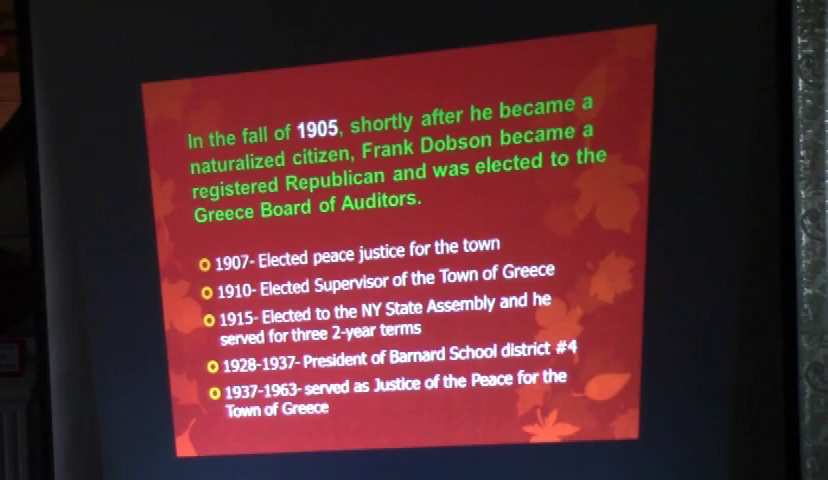 In the fall of 1905, shortly after he became a
naturalized citizen, Frank Dobson became a
registered Republican and was elected to the
Greece Board of Auditors.
1907- Elected peace justice for the town
1910- Elected Supervisor of the Town of Greece
1915- Elected to the NY State Assembly and he
served for three 2-year terms
1928-1937- President of Barnard School district #4
1937-1963- served as Justice of the Peace for the
Town of Greece